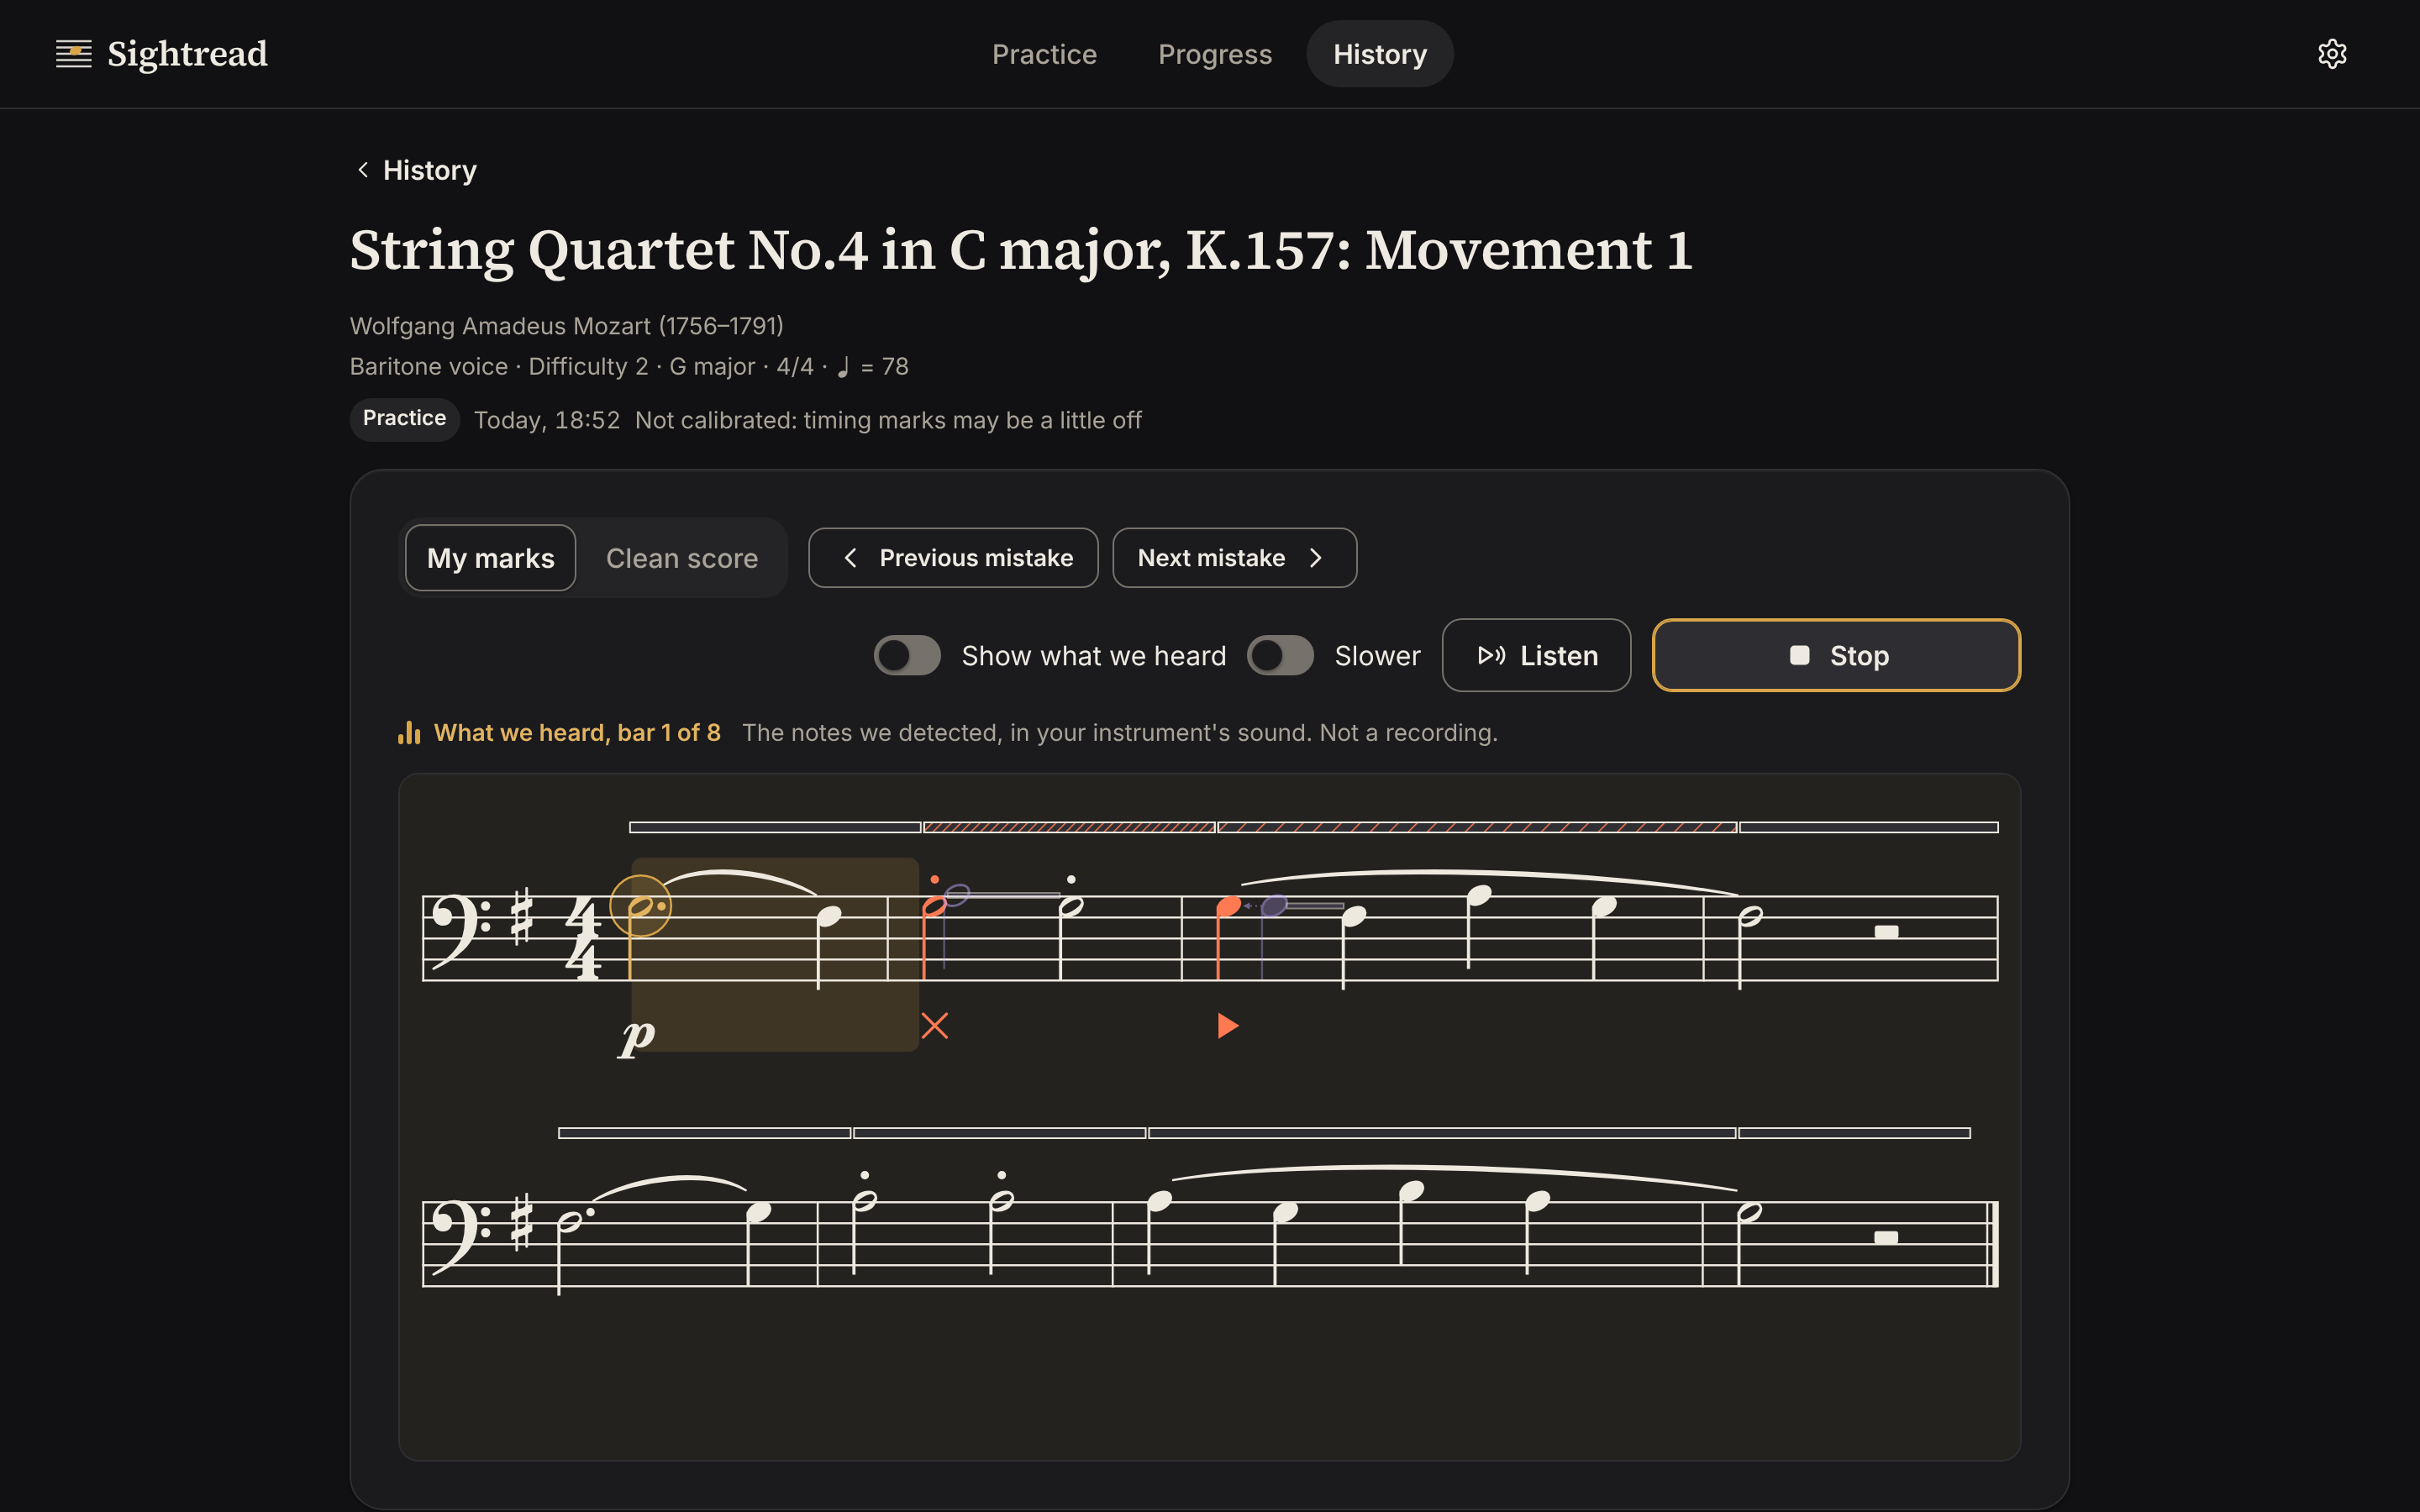 Sightread
Practice
Progress
History
History
String Quartet No.4 in C major, K.157: Movement 1
Wolfgang Amadeus Mozart (1756–1791)
Baritone voice · Difficulty 2 · G major · 4/4 · ♩ = 78
Practice Today, 18:52 Not calibrated: timing marks may be a little off
My marks Clean score Previous mistake Next mistake
Show what we heard Slower Listen Stop
What we heard, bar 1 of 8 The notes we detected, in your instrument's sound. Not a recording.
4
4
p